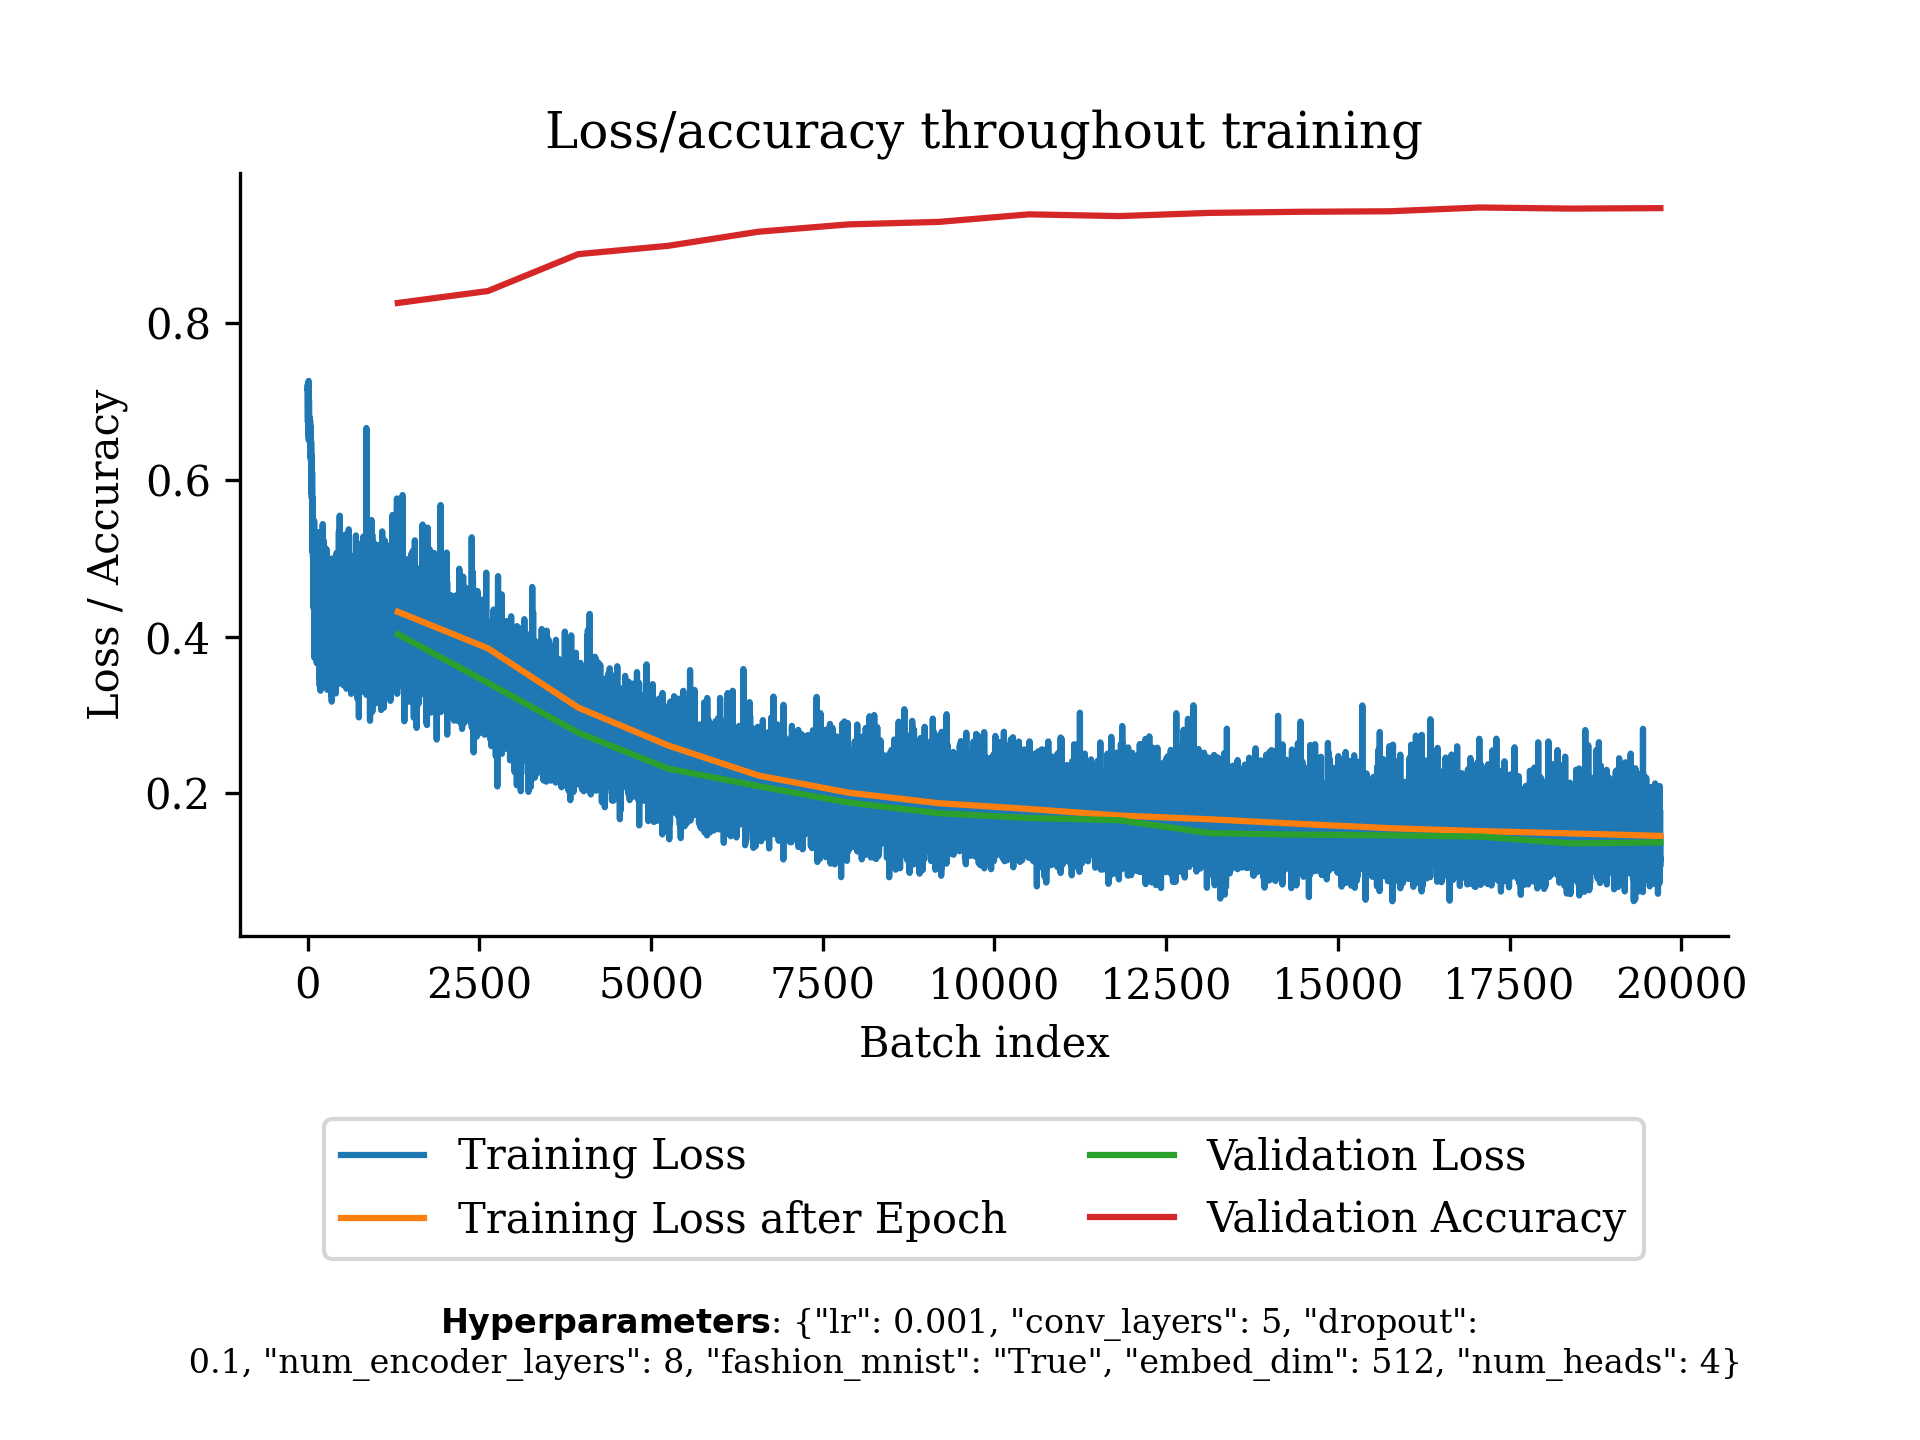 Loss/accuracy throughout training
Loss / Accuracy
0.8
0.6
0.4
0.2
0 2500 5000 7500 10000 12500 15000 17500 20000
Batch index
Training Loss
Training Loss after Epoch
Validation Loss
Validation Accuracy
Hyperparameters: {"lr": 0.001, "conv_layers": 5, "dropout":
0.1, "num_encoder_layers": 8, "fashion_mnist": "True", "embed_dim": 512, "num_heads": 4}